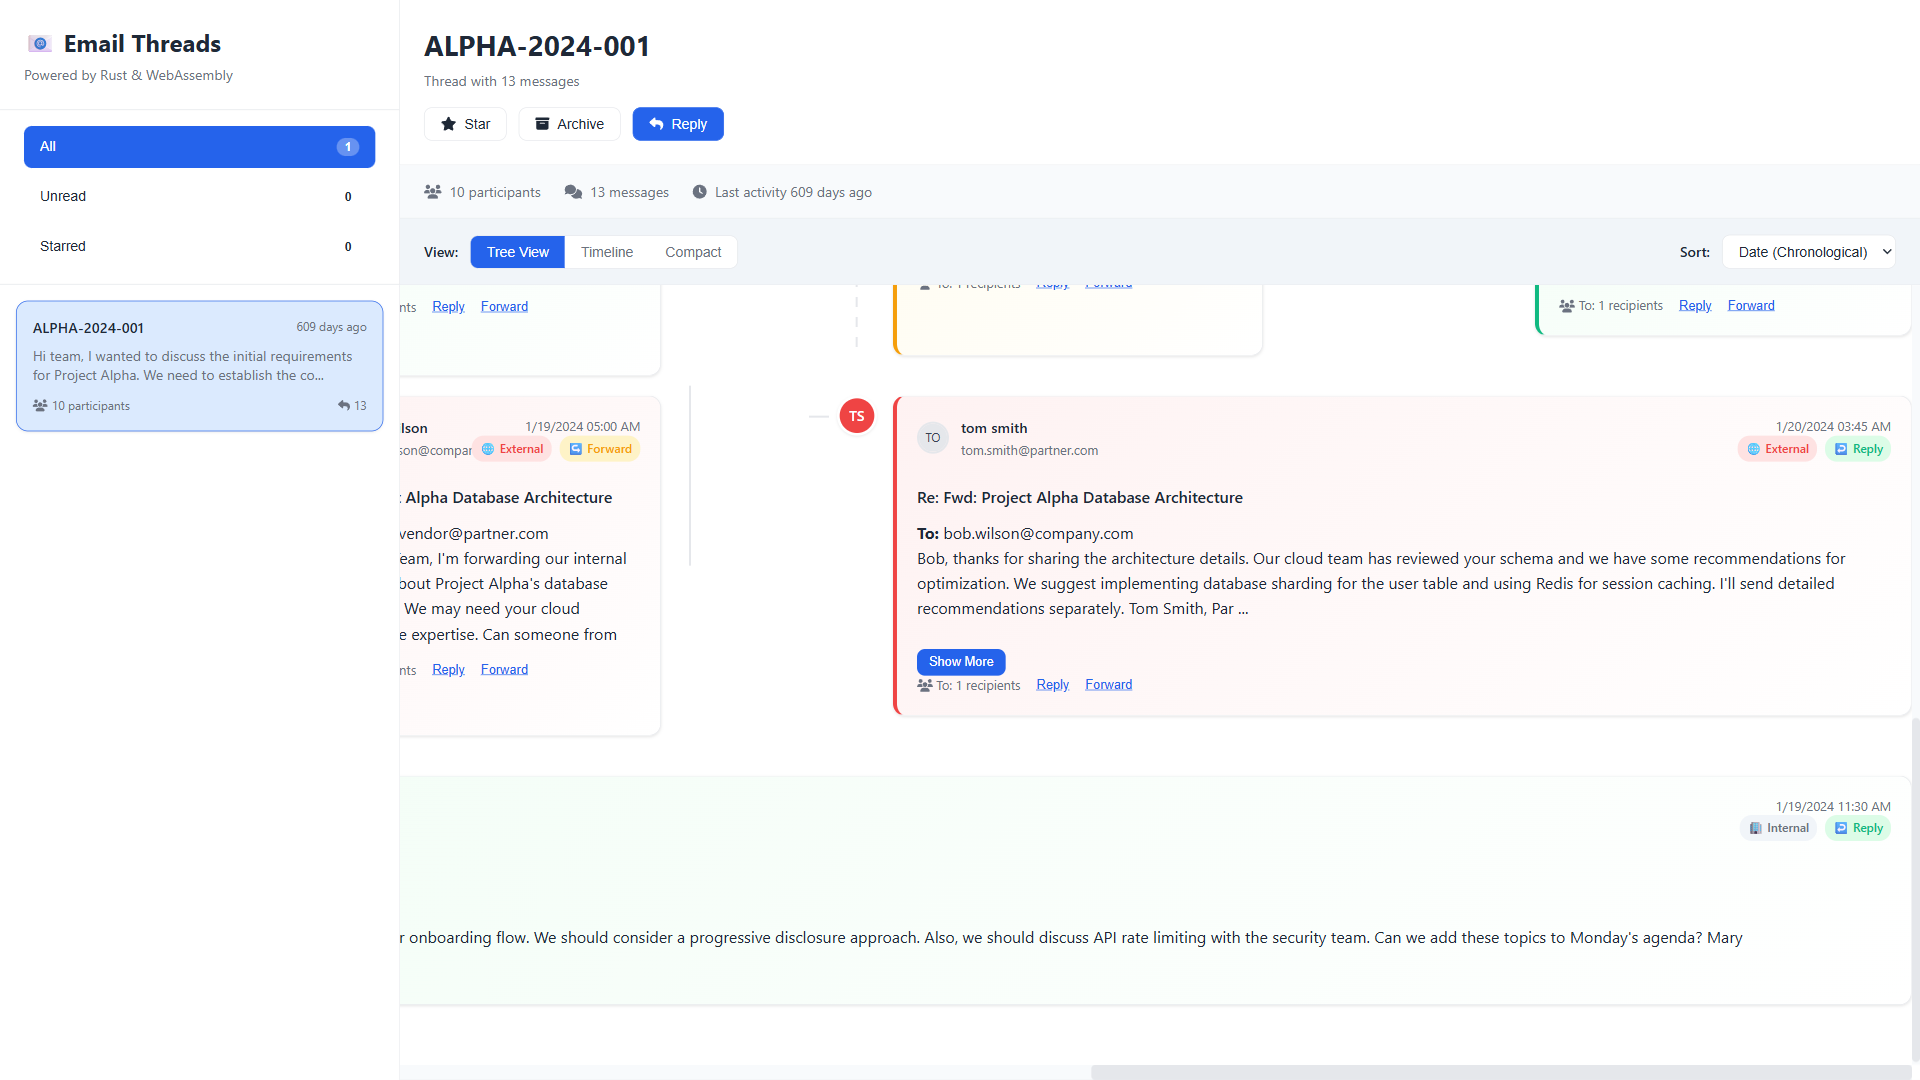 Email Threads
Powered by Rust & WebAssembly
All 1
Unread 0
Starred 0
ALPHA-2024-001 609 days ago
Hi team, I wanted to discuss the initial requirements
for Project Alpha. We need to establish the co...
10 participants 13
ALPHA-2024-001
Thread with 13 messages
Star Archive Reply
10 participants 13 messages Last activity 609 days ago
View: Tree View Timeline Compact Sort: Date (Chronological)
nts Reply Forward
To: 1 recipients Reply Forward
To: 1 recipients Reply Forward
lson 1/19/2024 05:00 AM
son@compar External Forward
: Alpha Database Architecture
vendor@partner.com
eam, I'm forwarding our internal
bout Project Alpha's database
We may need your cloud
e expertise. Can someone from
nts Reply Forward
TS
TO tom smith 1/20/2024 03:45 AM
tom.smith@partner.com External Reply
Re: Fwd: Project Alpha Database Architecture
To: bob.wilson@company.com
Bob, thanks for sharing the architecture details. Our cloud team has reviewed your schema and we have some recommendations for
optimization. We suggest implementing database sharding for the user table and using Redis for session caching. I'll send detailed
recommendations separately. Tom Smith, Par ...
Show More
To: 1 recipients Reply Forward
1/19/2024 11:30 AM
Internal Reply
r onboarding flow. We should consider a progressive disclosure approach. Also, we should discuss API rate limiting with the security team. Can we add these topics to Monday's agenda? Mary